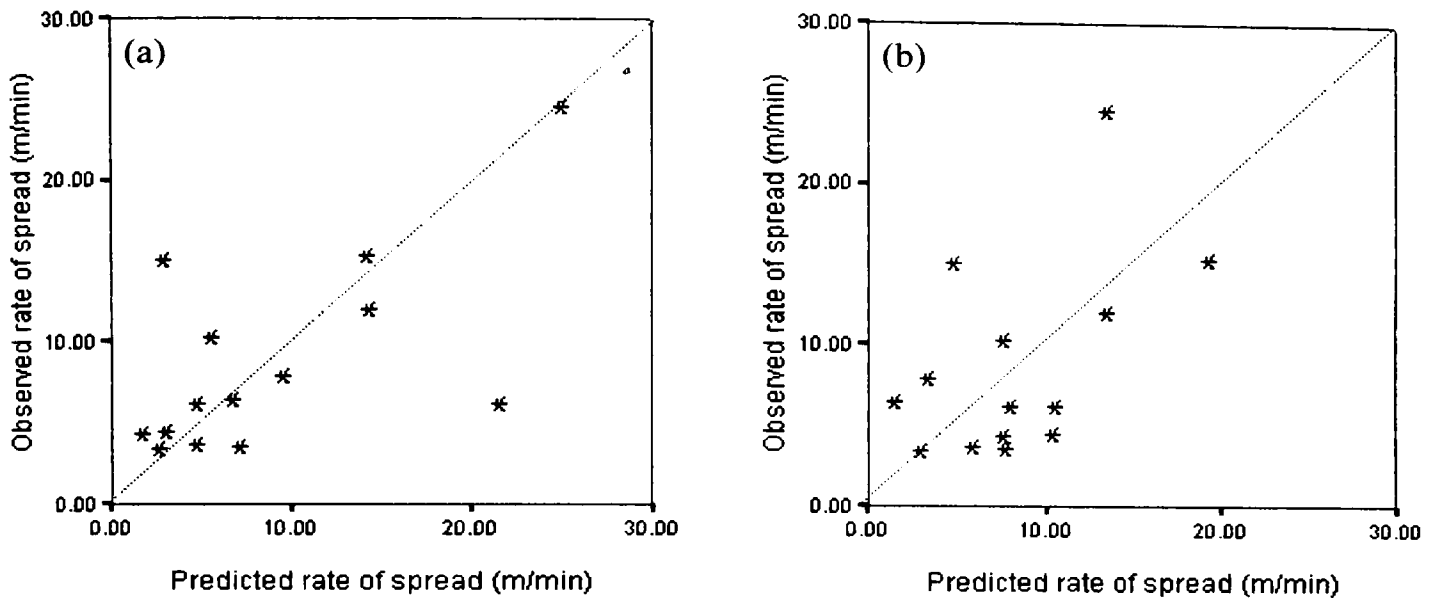 30.00
(a)
20.00
10.00
0.00
0.00 10.00 20.00 30.00
Observed rate of spread (m/min)
Predicted rate of spread (m/min)
30.00
(b)
20.00
10.00
0.00
0.00 10.00 20.00 30.00
Observed rate of spread (m/min)
Predicted rate of spread (m/min)